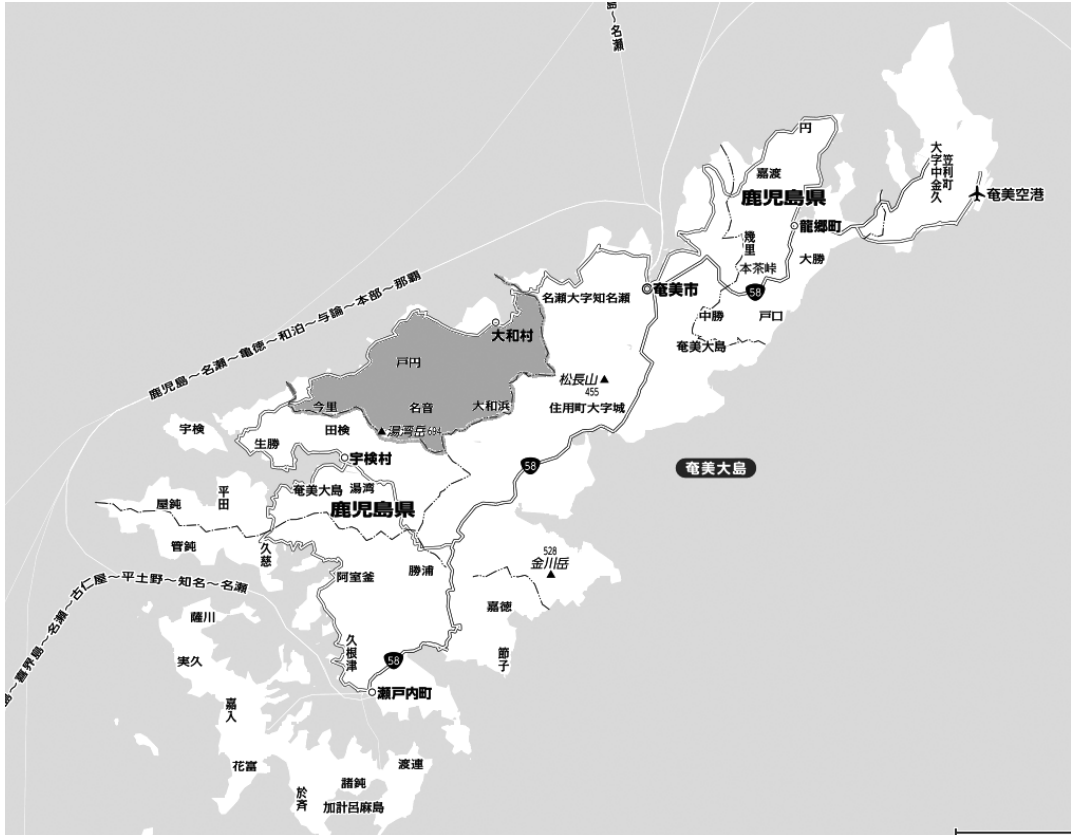 島～名瀬
円
嘉渡
鹿児島県
大字中金久
笠利町
奄美空港
龍郷町
幾里
大勝
本茶峠
58
奄美市
名瀬大字知名瀬
中勝
戸口
奄美大島
鹿児島～名瀬～亀徳～和泊～与論～本部～那覇
大和村
戸円
松長山
455
今里
名音
大和浜
住用町大字城
宇検
生勝
田検
湯湾岳694
宇検村
58
奄美大島
平田
奄美大島
湯湾
屋鈍
鹿児島県
管鈍
久慈
528
金川岳
阿室釜
勝浦
島～喜界島～名瀬～古仁屋～平土野～知名～名瀬
薩川
嘉徳
久根津
節子
実久
58
瀬戸内町
嘉入
花富
渡連
諸鈍
於斉
加計呂麻島